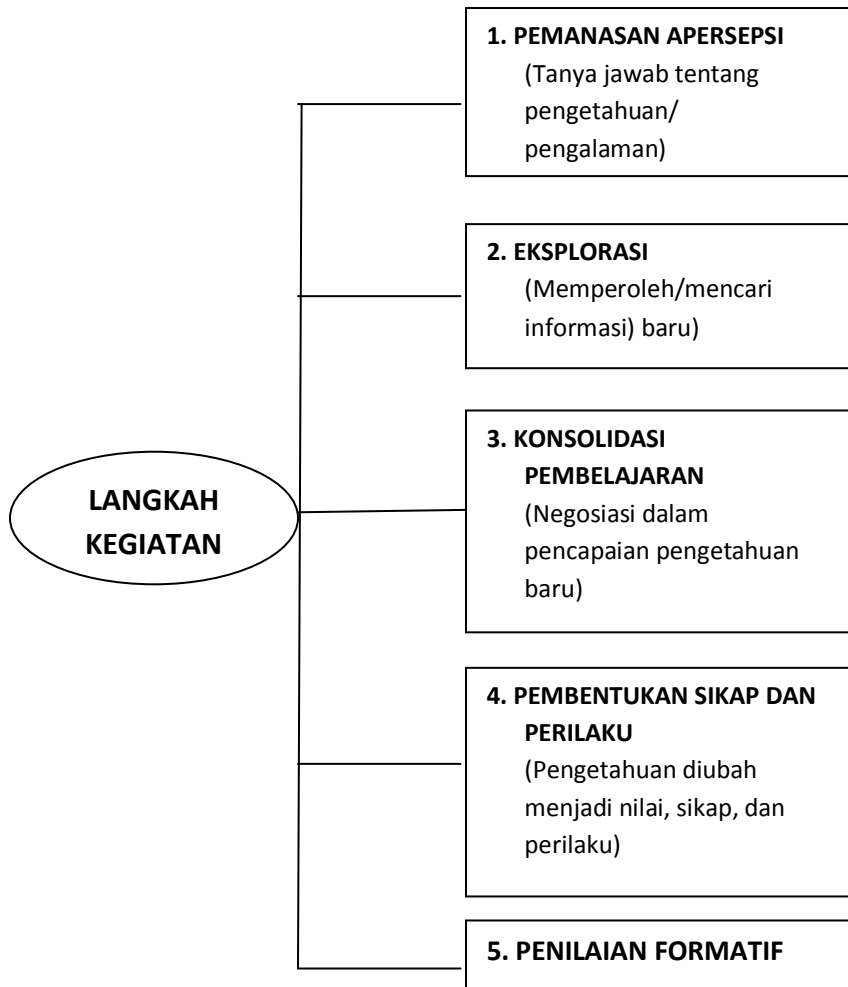 1. PEMANASAN APERSEPSI
(Tanya jawab tentang
pengetahuan/
pengalaman)
2. EKSPLORASI
(Memperoleh/mencari
informasi) baru)
3. KONSOLIDASI
PEMBELAJARAN
(Negosiasi dalam
pencapaian pengetahuan
baru)
LANGKAH
KEGIATAN
4. PEMBENTUKAN SIKAP DAN
PERILAKU
(Pengetahuan diubah
menjadi nilai, sikap, dan
perilaku)
5. PENILAIAN FORMATIF